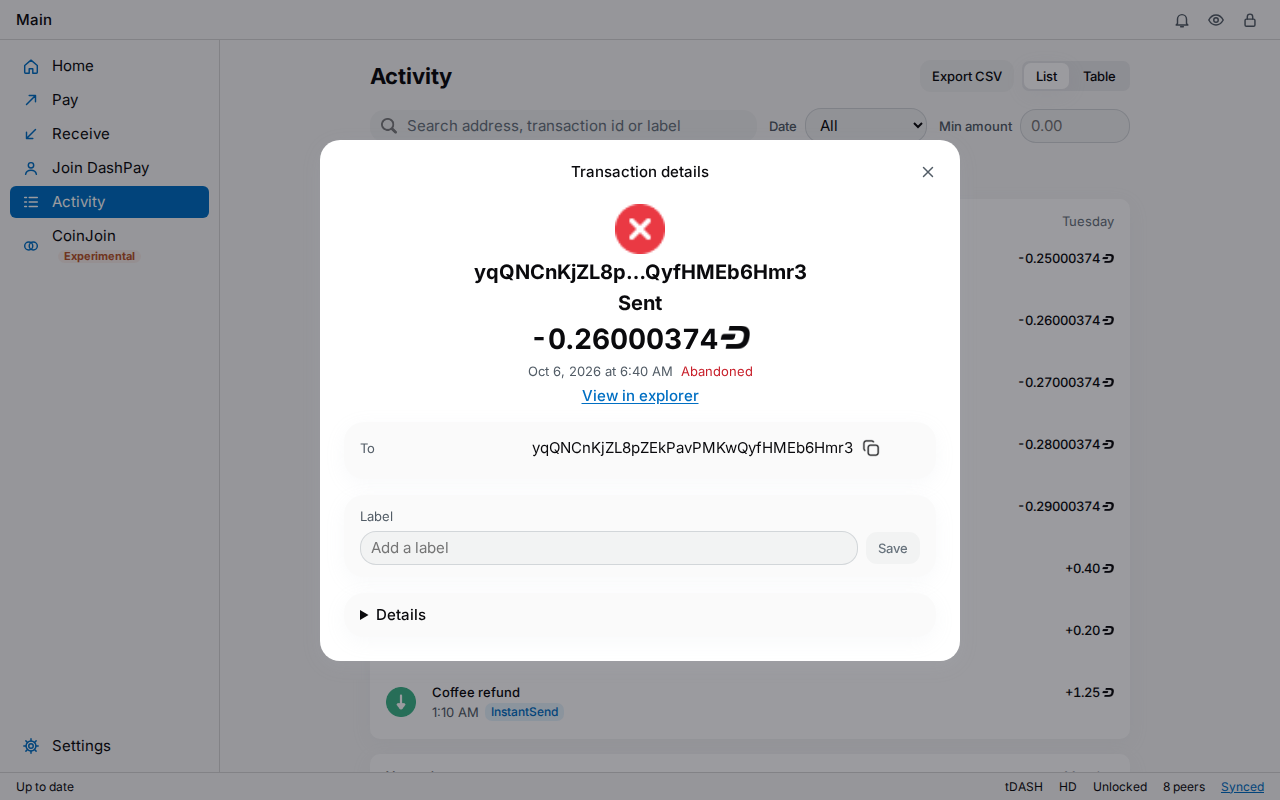 Main
Home
Pay
Receive
Join DashPay
Activity
CoinJoin
Experimental
Settings
Activity
Export CSV
List
Table
Search address, transaction id or label
Date
All
Min amount
0.00
Tuesday
-0.25000374
-0.26000374
-0.27000374
-0.28000374
-0.29000374
+0.40
+0.20
Coffee refund
1:10 AM InstantSend
+1.25
Transaction details
yqQNCnKjZL8p...QyfHMEb6Hmr3
Sent
-0.26000374
Oct 6, 2026 at 6:40 AM Abandoned
View in explorer
To
yqQNCnKjZL8pZEkPavPMKwQyfHMEb6Hmr3
Label
Add a label
Save
Details
Up to date
tDASH
HD
Unlocked
8 peers
Synced